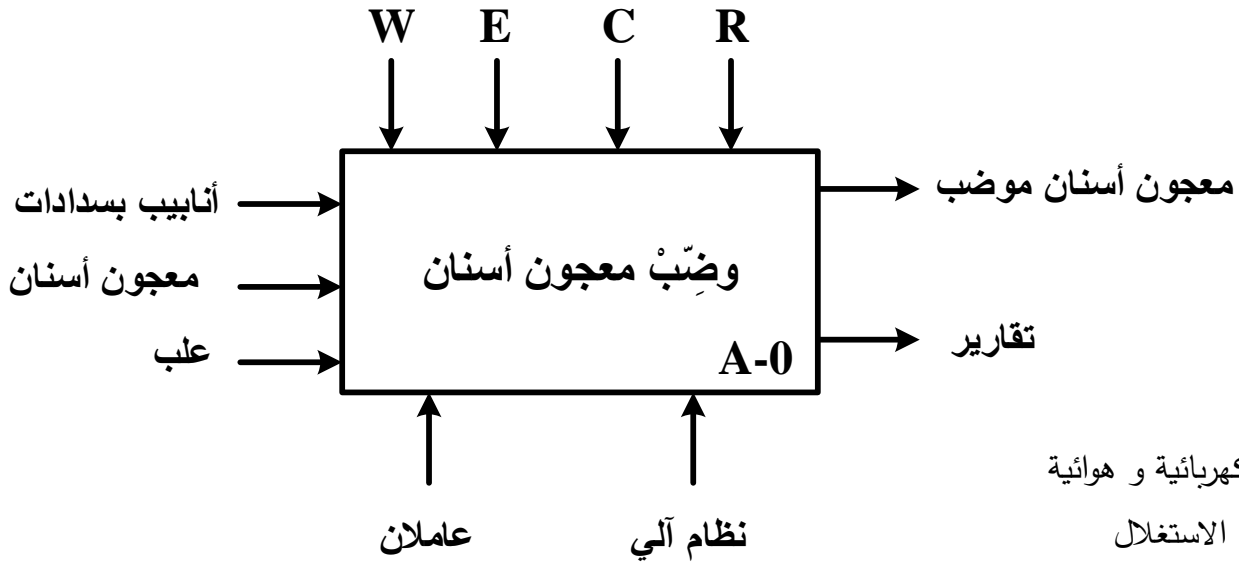 W E C R
أنابيب بسدادات
معجون أسنان
علب
وضِّبْ معجون أسنان
A-0
معجون أسنان موضب
تقارير
عاملان
نظام آلي
كهربائية و هوائية
الاستغلال